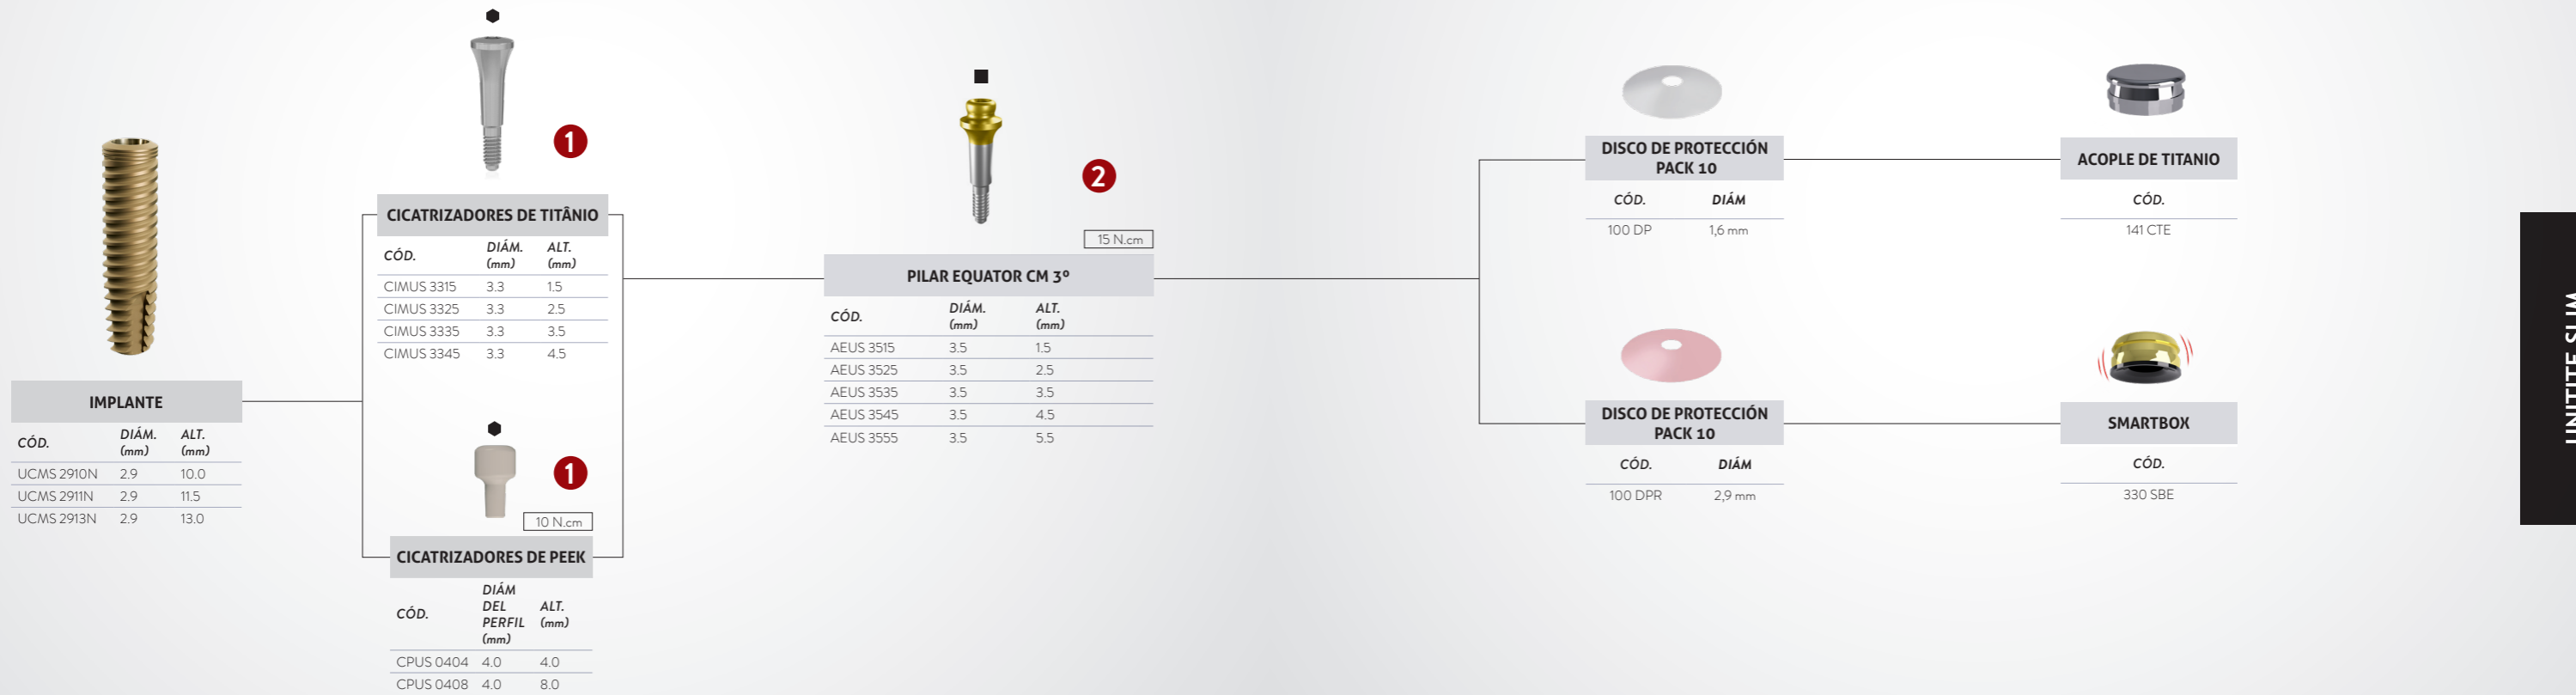 IMPLANTE
CÓD. DIÁM. (mm) ALT. (mm)
UCMS 2910N 2.9 10.0
UCMS 2911N 2.9 11.5
UCMS 2913N 2.9 13.0
1
CICATRIZADORES DE TITÂNIO
CÓD. DIÁM. (mm) ALT. (mm)
CIMUS 3315 3.3 1.5
CIMUS 3325 3.3 2.5
CIMUS 3335 3.3 3.5
CIMUS 3345 3.3 4.5
1
10 N.cm
CICATRIZADORES DE PEEK
CÓD. DIÁM DEL PERFIL (mm) ALT. (mm)
CPUS 0404 4.0 4.0
CPUS 0408 4.0 8.0
2
15 N.cm
PILAR EQUATOR CM 3º
CÓD. DIÁM. (mm) ALT. (mm)
AEUS 3515 3.5 1.5
AEUS 3525 3.5 2.5
AEUS 3535 3.5 3.5
AEUS 3545 3.5 4.5
AEUS 3555 3.5 5.5
DISCO DE PROTECCIÓN
PACK 10
CÓD. DIÁM
100 DP 1,6 mm
ACOPLE DE TITANIO
CÓD.
141 CTE
DISCO DE PROTECCIÓN
PACK 10
CÓD. DIÁM
100 DPR 2,9 mm
SMARTBOX
CÓD.
330 SBE
UNITITE SLIM